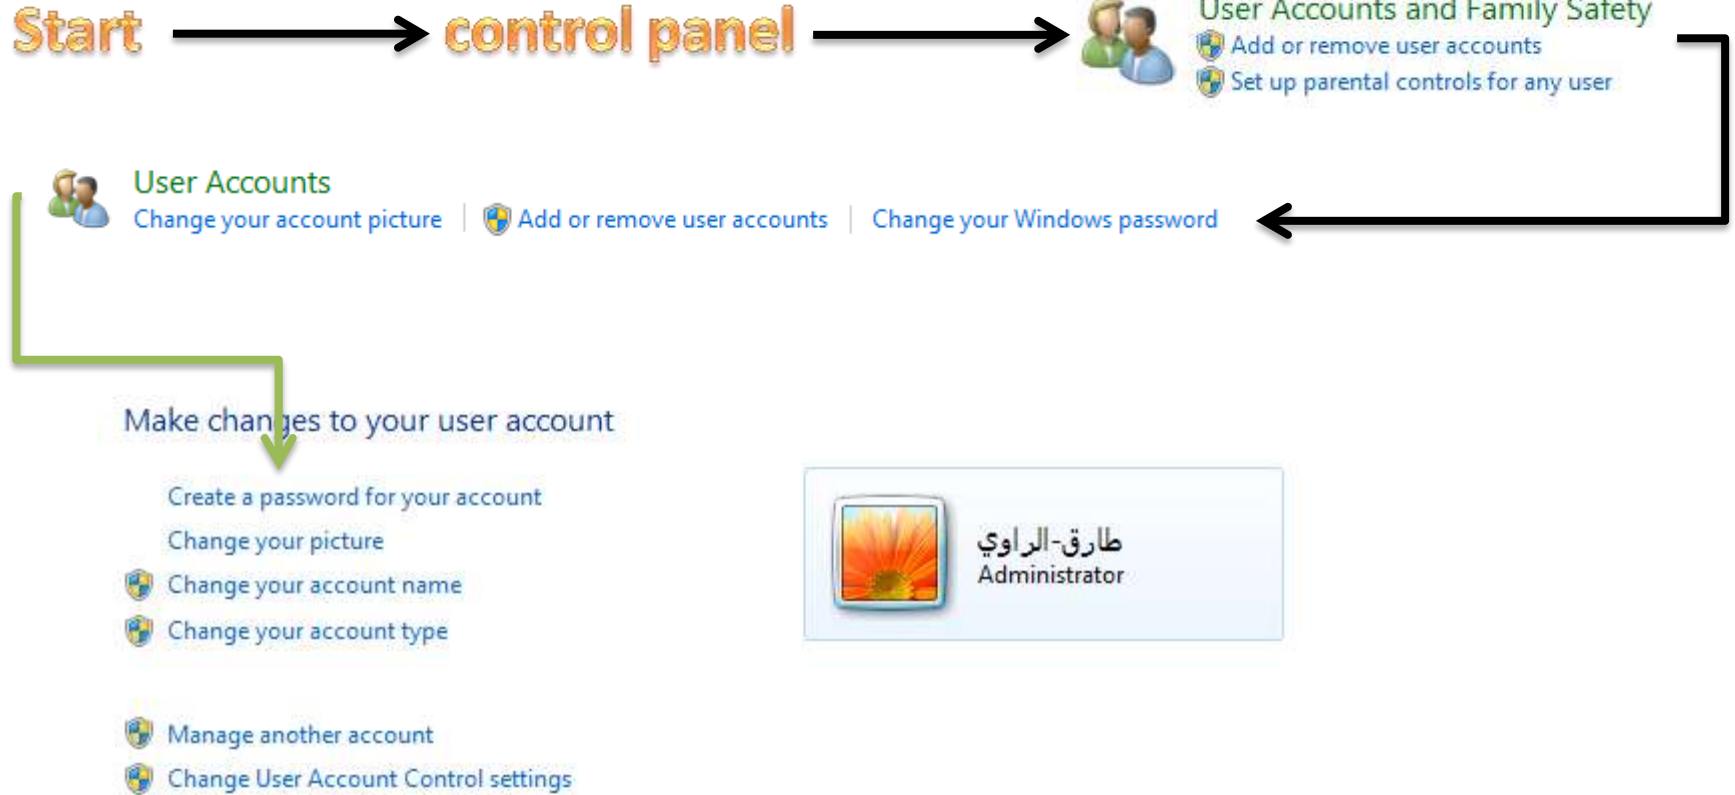 Start control panel User Accounts and Family Safety
Add or remove user accounts
Set up parental controls for any user
User Accounts
Change your account picture Add or remove user accounts Change your Windows password
Make changes to your user account
Create a password for your account
Change your picture
Change your account name
Change your account type
طارق-الراوي
Administrator
Manage another account
Change User Account Control settings